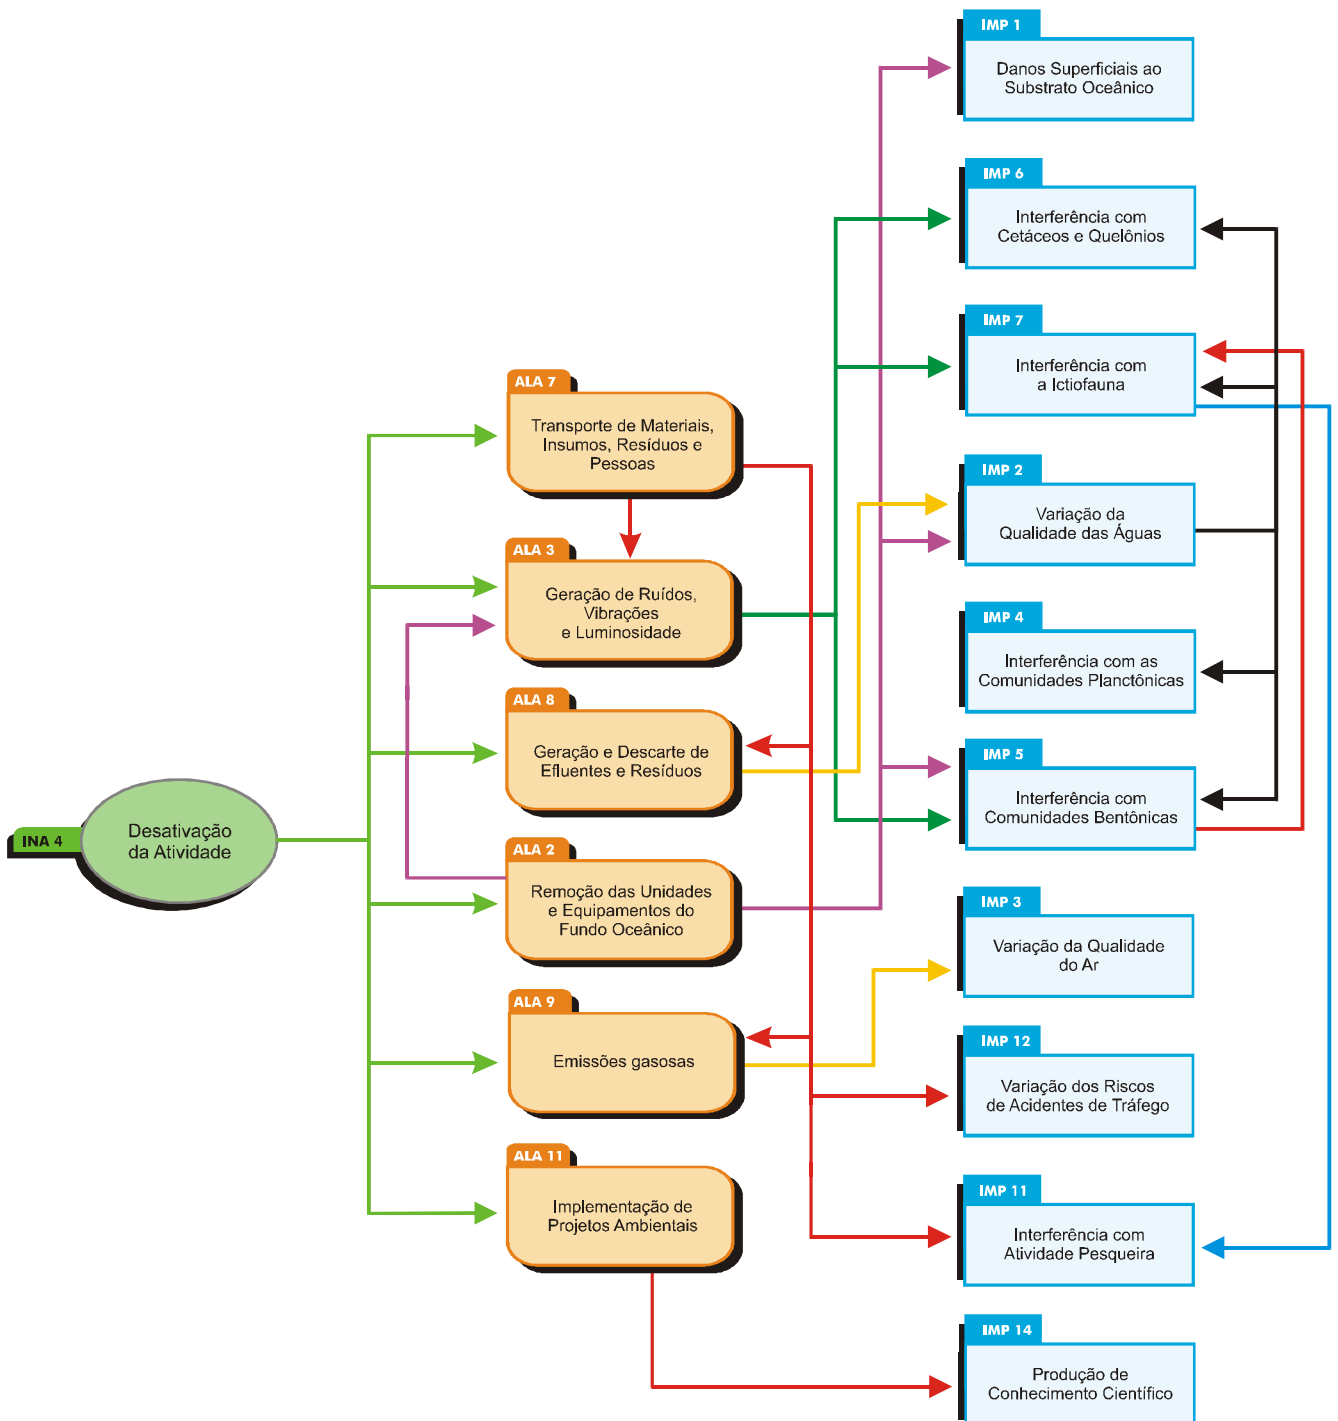 INA 4
Desativação
da Atividade
ALA 7
Transporte de Materiais,
Insumos, Resíduos e
Pessoas
ALA 3
Geração de Ruídos,
Vibrações
e Luminosidade
ALA 8
Geração e Descarte de
Efluentes e Resíduos
ALA 2
Remoção das Unidades
e Equipamentos do
Fundo Oceânico
ALA 9
Emissões gasosas
ALA 11
Implementação de
Projetos Ambientais
IMP 1
Danos Superficiais ao
Substrato Oceânico
IMP 6
Interferência com
Cetáceos e Quelônios
IMP 7
Interferência com
a Ictiofauna
IMP 2
Variação da
Qualidade das Águas
IMP 4
Interferência com as
Comunidades Planctônicas
IMP 5
Interferência com
Comunidades Bentônicas
IMP 3
Variação da Qualidade
do Ar
IMP 12
Variação dos Riscos
de Acidentes de Tráfego
IMP 11
Interferência com
Atividade Pesqueira
IMP 14
Produção de
Conhecimento Científico